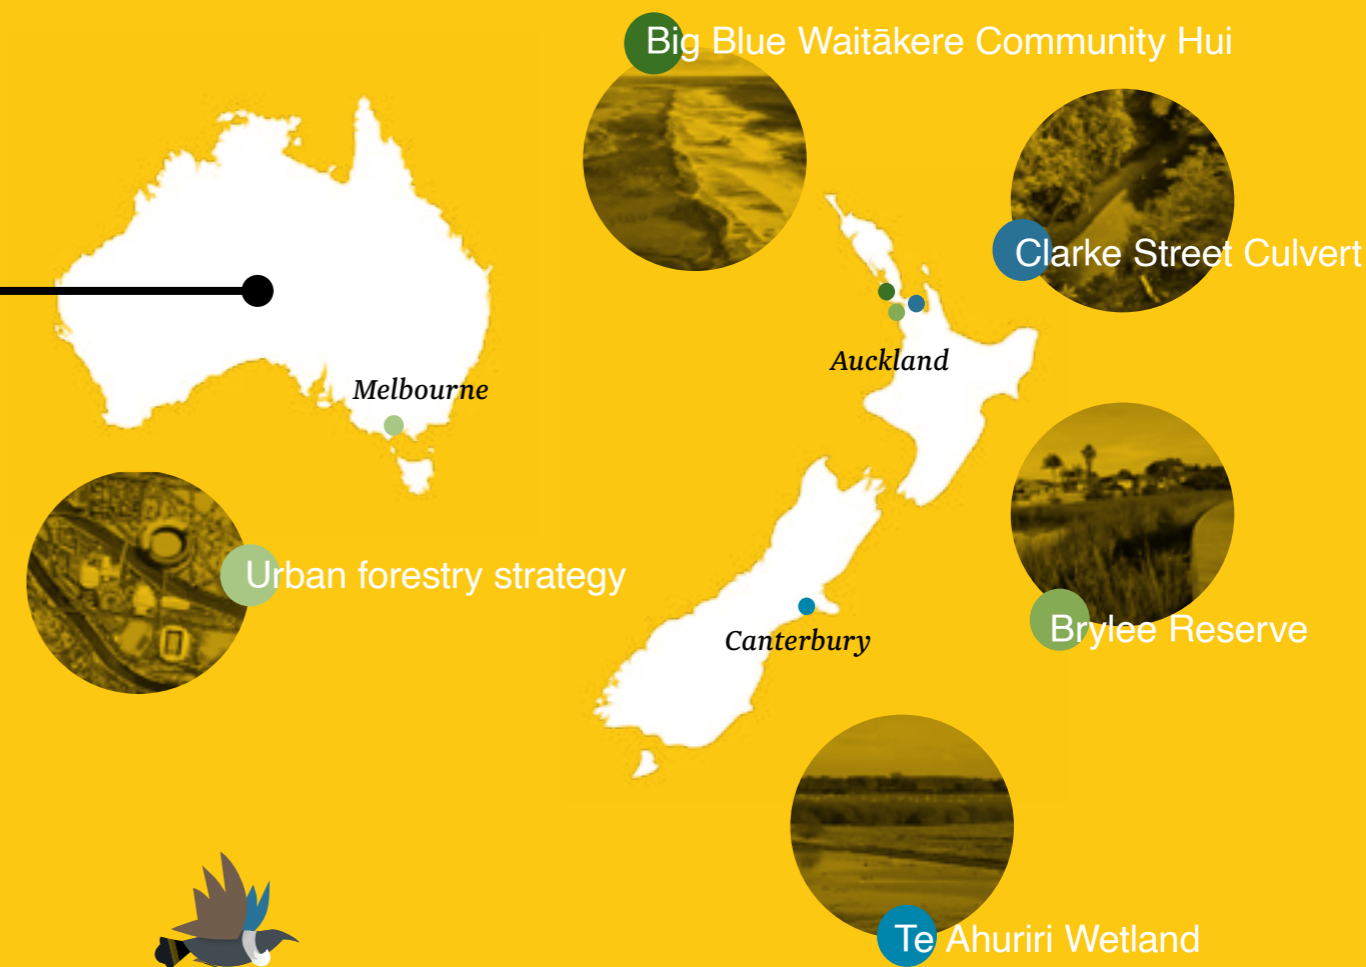 Big Blue Waitākere Community Hui
Clarke Street Culvert
Auckland
Melbourne
Urban forestry strategy
Canterbury
Brylee Reserve
Te Ahuriri Wetland